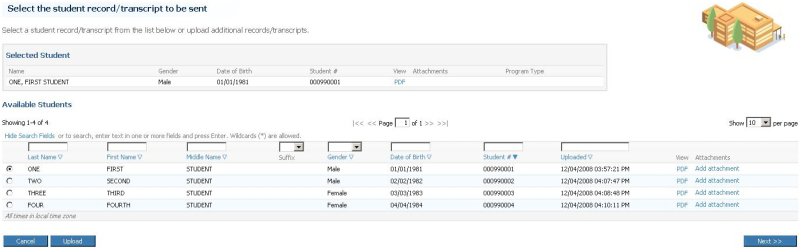 Select the student record/transcript to be sent
Select a student record/transcript from the list below or upload additional records/transcripts.
Selected Student
Name Gender Date of Birth Student # View Attachments Program Type
ONE, FIRST STUDENT Male 01/01/1981 000990001 PDF
Available Students
Showing 1-4 of 4 |<< << Page 1 of 1 >> >>| Show 10 per page
Hide Search Fields or to search, enter text in one or more fields and press Enter. Wildcards (*) are allowed.
Last Name First Name Middle Name Suffix Gender Date of Birth Student # Uploaded View Attachments
ONE FIRST STUDENT Male 01/01/1981 000990001 12/04/2008 03:57:21 PM PDF Add attachment
TWO SECOND STUDENT Male 02/02/1982 000990002 12/04/2008 04:07:47 PM PDF Add attachment
THREE THIRD STUDENT Female 03/03/1983 000990003 12/04/2008 04:08:48 PM PDF Add attachment
FOUR FOURTH STUDENT Female 04/04/1984 000990004 12/04/2008 04:10:11 PM PDF Add attachment
All times in local time zone
Cancel Upload Next >>